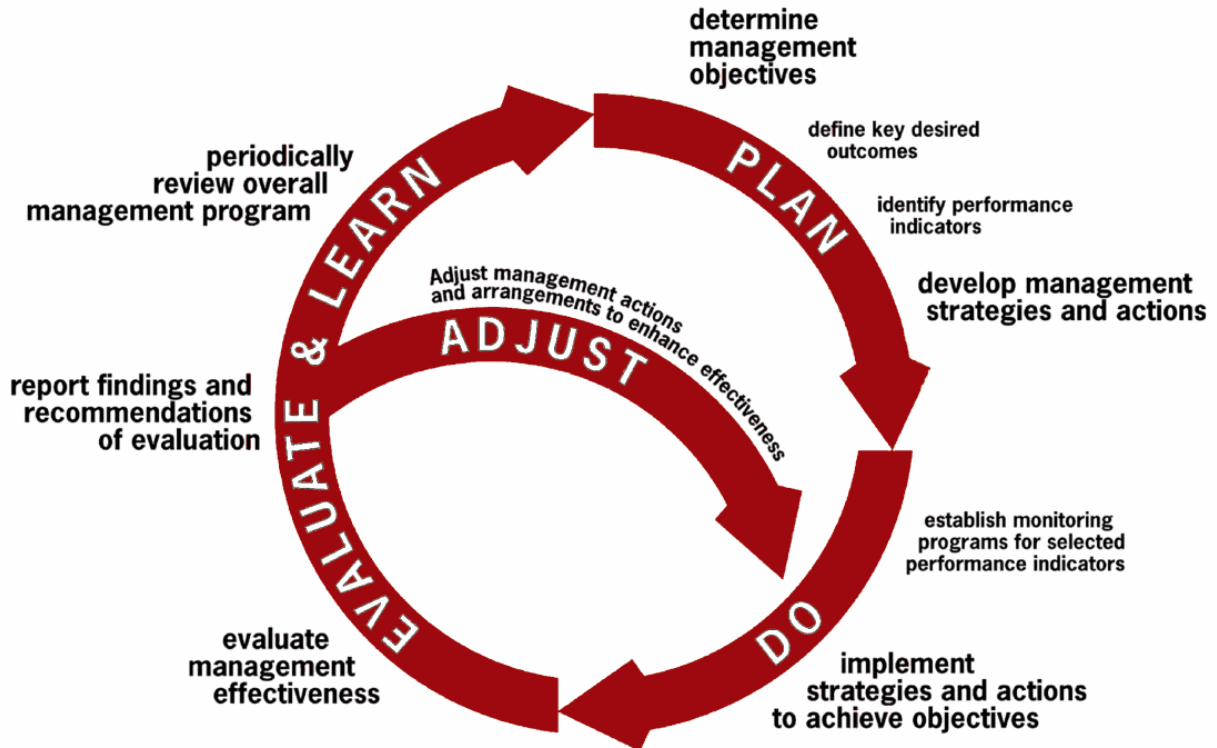 determine
management
objectives
define key desired
outcomes
PLAN
identify performance
indicators
develop management
strategies and actions
establish monitoring
programs for selected
performance indicators
DO
implement
strategies and actions
to achieve objectives
evaluate
management
effectiveness
EVALUATE & LEARN
report findings and
recommendations
of evaluation
periodically
review overall
management program
Adjust management actions
and arrangements to enhance effectiveness
ADJUST